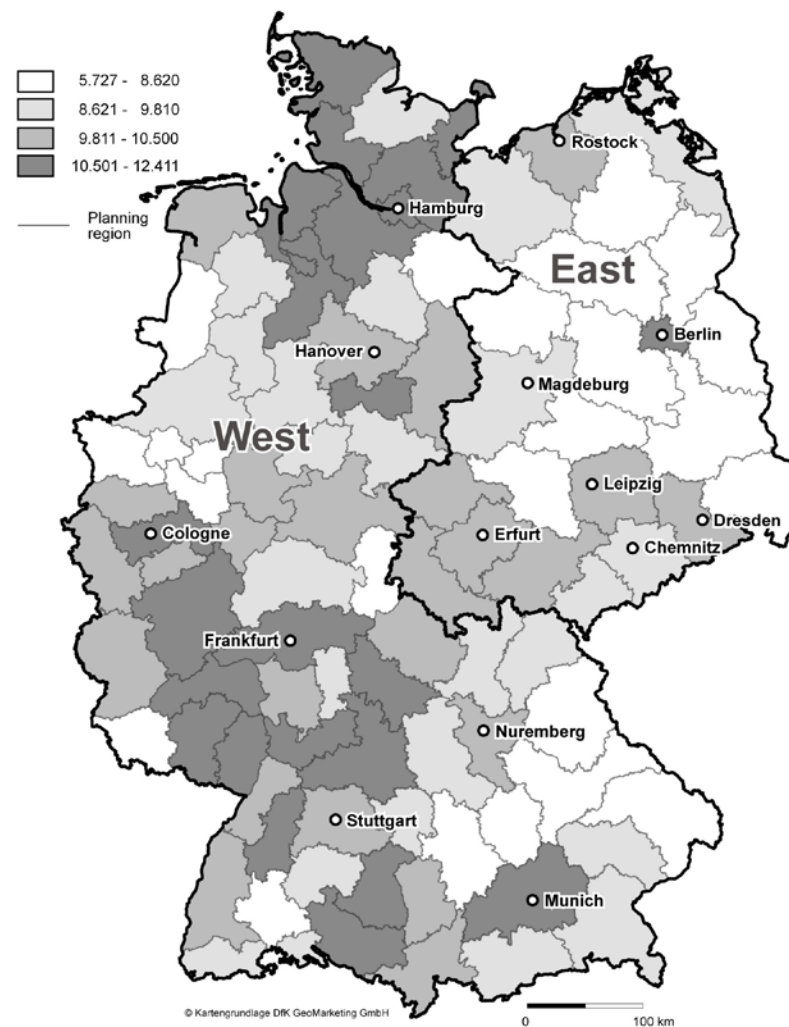 5.727 - 8.620
8.621 - 9.810
9.811 - 10.500
10.501 - 12.411
Planning
region
Rostock
Hamburg
East
Berlin
Hanover
Magdeburg
West
Leipzig
Cologne
Erfurt
Dresden
Chemnitz
Frankfurt
Nuremberg
Stuttgart
Munich
© Kartengrundlage DfK GeoMarketing GmbH
0 100 km